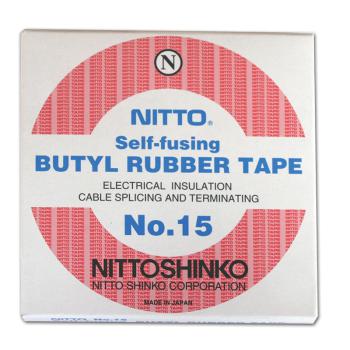 N
NITTO®
Self-fusing
BUTYL RUBBER TAPE
ELECTRICAL INSULATION
CABLE SPLICING AND TERMINATING
No.15
NITTOSHINKO
NITTO SHINKO CORPORATION
MADE IN JAPAN